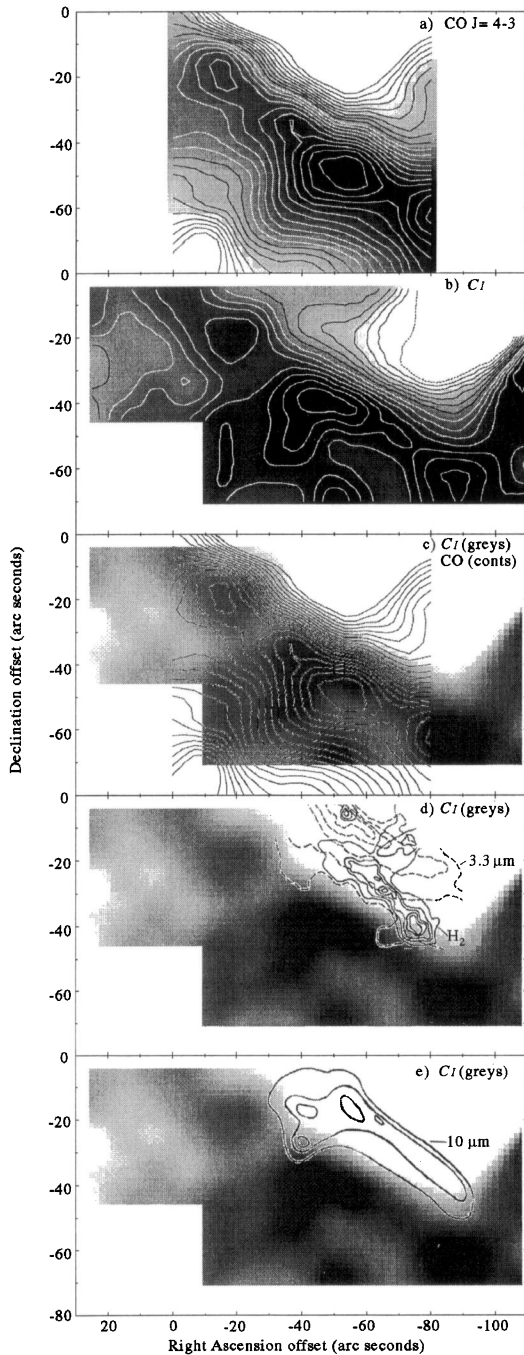 0
a) CO J= 4-3
-20
-40
-60
0
b) CI
-20
-40
-60
0
c) CI (greys)
CO (conts)
-20
-40
-60
0
d) CI (greys)
3.3 μm
-20
H2
-40
-60
0
e) CI (greys)
10 μm
-20
-40
-60
-80
20 0 -20 -40 -60 -80 -100
Right Ascension offset (arc seconds)
Declination offset (arc seconds)